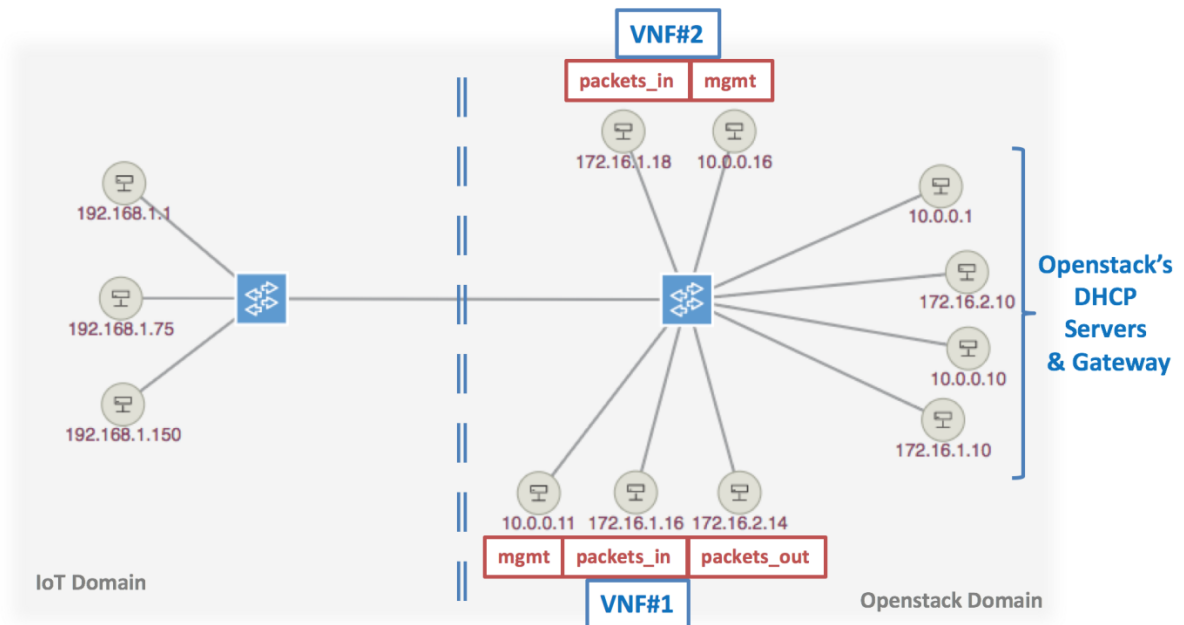 VNF#2
packets_in mgmt
172.16.1.18 10.0.0.16
192.168.1.1
192.168.1.75
192.168.1.150
10.0.0.1
172.16.2.10
10.0.0.10
172.16.1.10
Openstack’s
DHCP
Servers
& Gateway
10.0.0.11 172.16.1.16 172.16.2.14
mgmt packets_in packets_out
VNF#1
IoT Domain
Openstack Domain